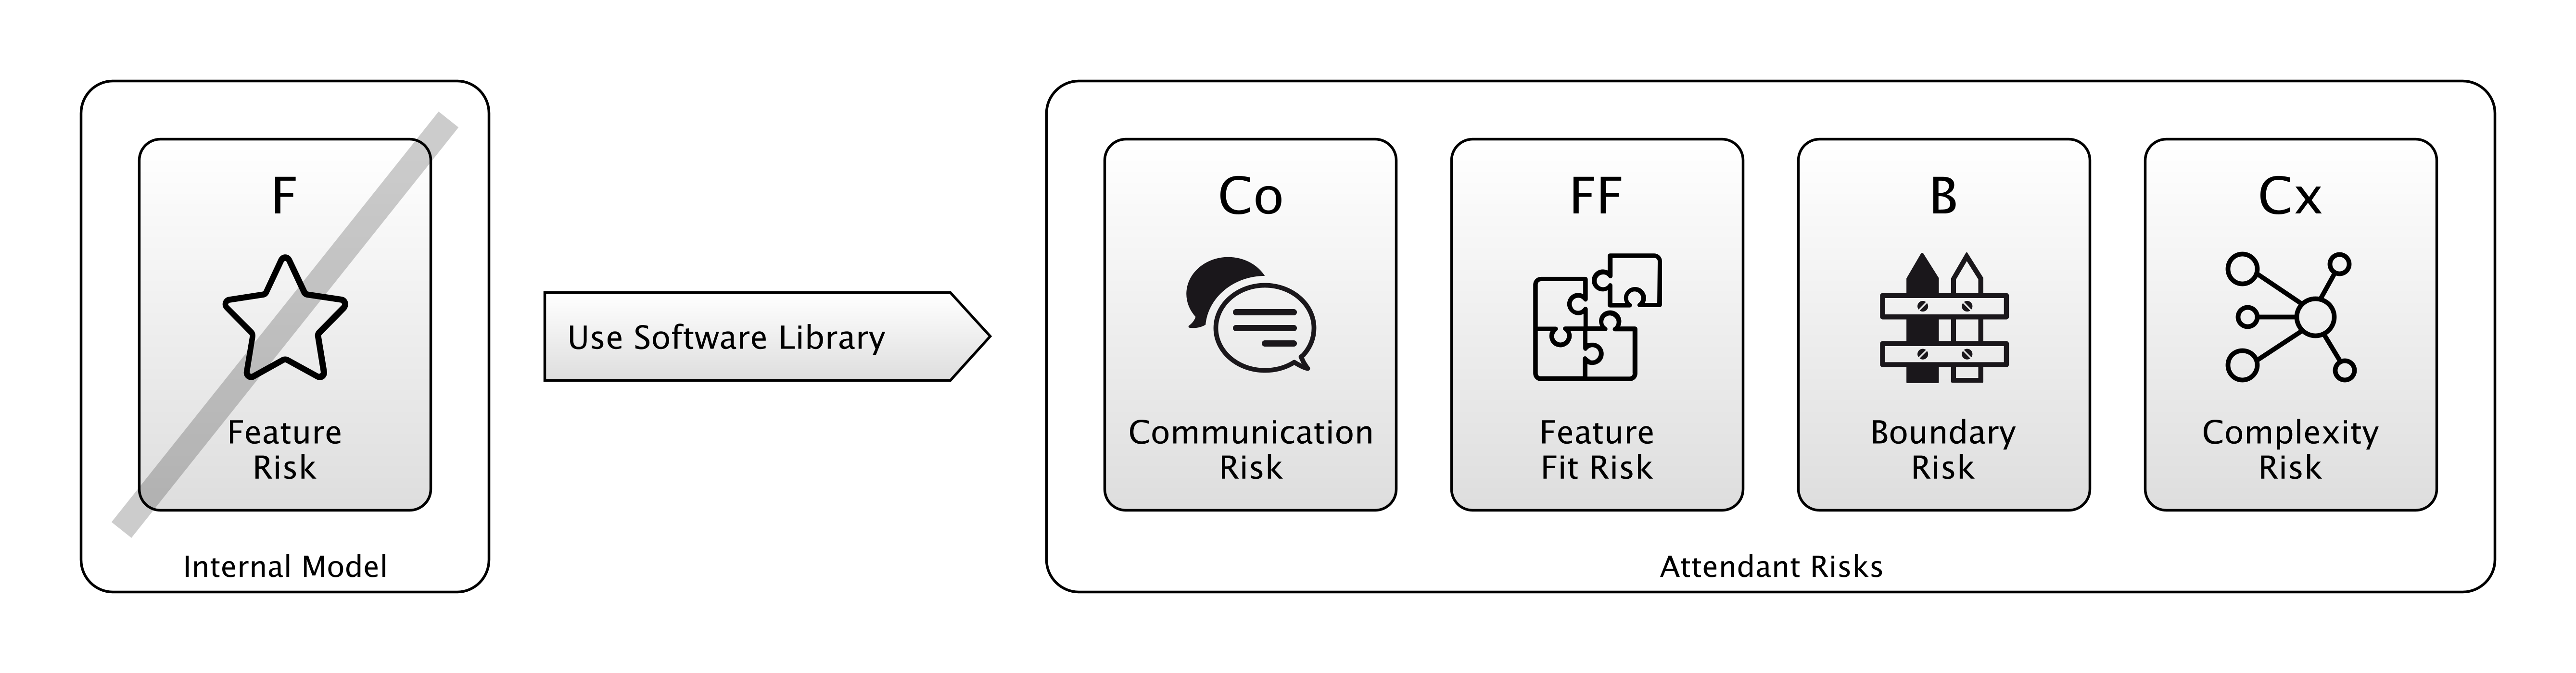 F
Feature
Risk
Internal Model
Use Software Library
Co
Communication
Risk
FF
Feature
Fit Risk
B
Boundary
Risk
Cx
Complexity
Risk
Attendant Risks